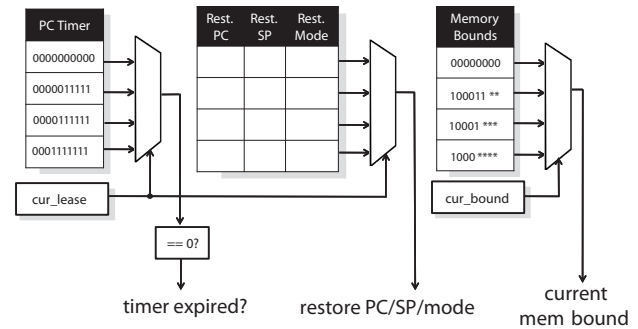 PC Timer
0000000000
0000011111
0000111111
0001111111
Rest. PC
Rest. SP
Rest. Mode
Memory Bounds
00000000
100011 **
10001 ***
1000 ****
cur_lease
cur_bound
== 0?
timer expired?
restore PC/SP/mode
current
mem bound